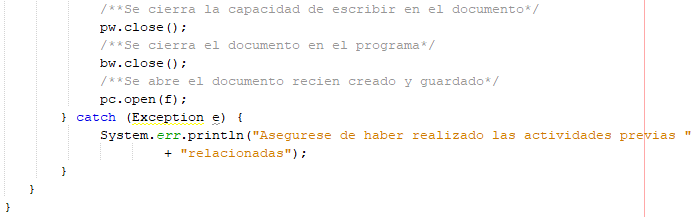 /**Se cierra la capacidad de escribir en el documento*/
pw.close();
/**Se cierra el documento en el programa*/
bw.close();
/**Se abre el documento recien creado y guardado*/
pc.open(f);
} catch (Exception e) {
System.err.println("Asegurese de haber realizado las actividades previas "
+ "relacionadas");
}
}
}